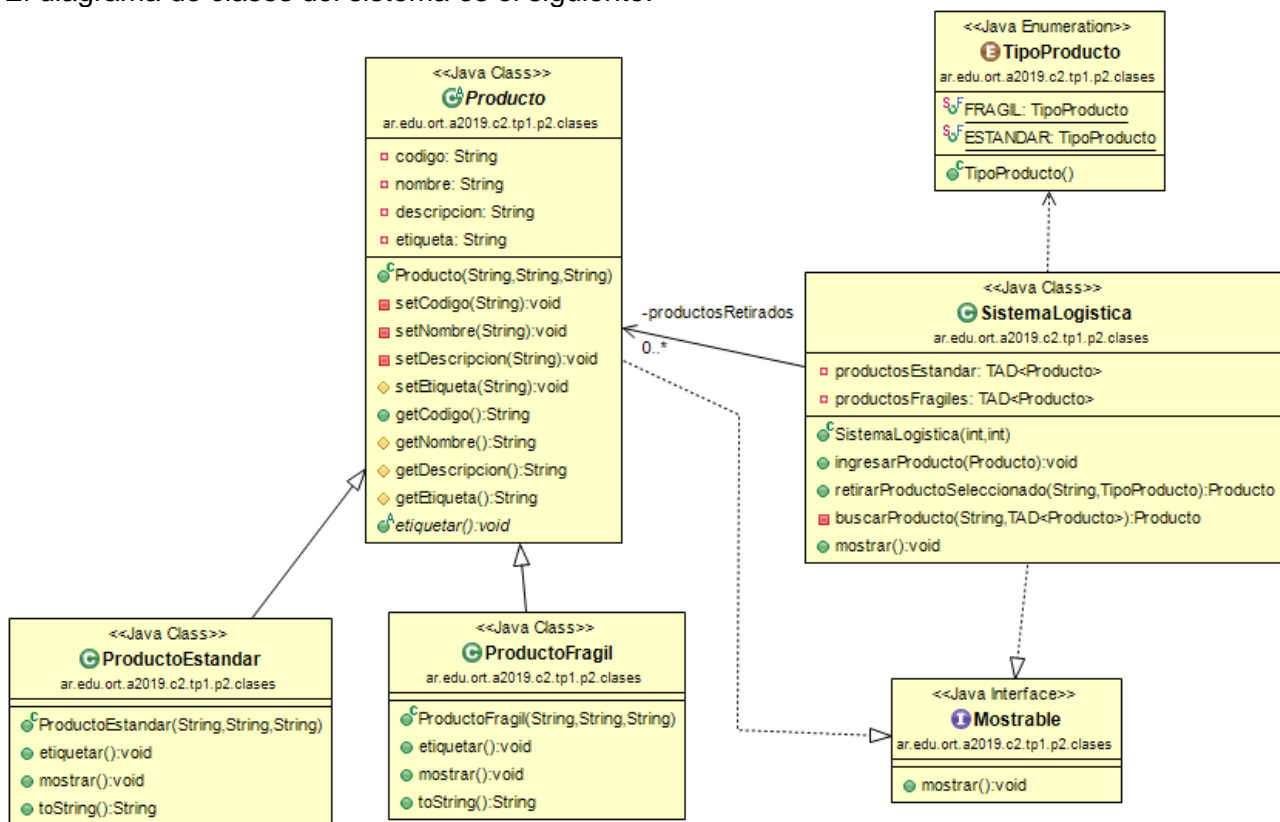 El diagrama de clases del sistema es el siguiente:
<<Java Enumeration>>
TipoProducto
ar.edu.ort.a2019.c2.tp1.p2.clases
FRAGIL: TipoProducto
ESTANDAR: TipoProducto
TipoProducto()
<<Java Class>>
Producto
ar.edu.ort.a2019.c2.tp1.p2.clases
codigo: String
nombre: String
descripcion: String
etiqueta: String
Producto(String,String,String)
setCodigo(String):void
setNombre(String):void
setDescripcion(String):void
setEtiqueta(String):void
getCodigo():String
getNombre():String
getDescripcion():String
getEtiqueta():String
etiquetar():void
-productosRetirados
0..*
<<Java Class>>
SistemaLogistica
ar.edu.ort.a2019.c2.tp1.p2.clases
productosEstandar: TAD<Producto>
productosFragiles: TAD<Producto>
SistemaLogistica(int,int)
ingresarProducto(Producto):void
retirarProductoSeleccionado(String,TipoProducto):Producto
buscarProducto(String,TAD<Producto>):Producto
mostrar():void
<<Java Class>>
ProductoEstandar
ar.edu.ort.a2019.c2.tp1.p2.clases
ProductoEstandar(String,String,String)
etiquetar():void
mostrar():void
toString():String
<<Java Class>>
ProductoFragil
ar.edu.ort.a2019.c2.tp1.p2.clases
ProductoFragil(String,String,String)
etiquetar():void
mostrar():void
toString():String
<<Java Interface>>
Mostrable
ar.edu.ort.a2019.c2.tp1.p2.clases
mostrar():void